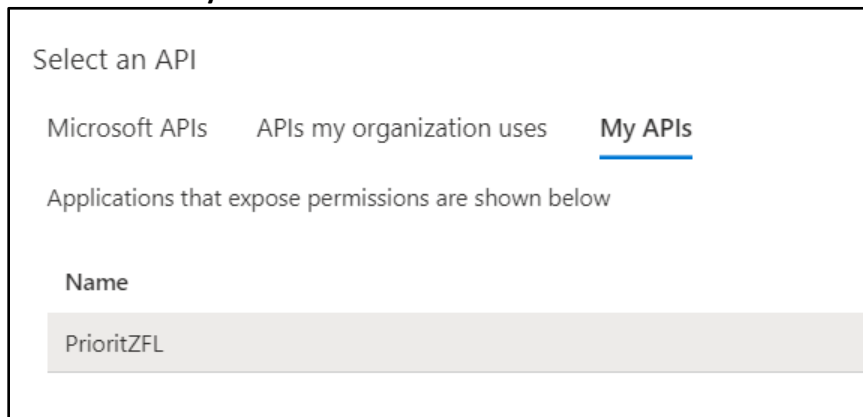 Select an API
Microsoft APIs APIs my organization uses My APIs
Applications that expose permissions are shown below
Name
PrioritZFL